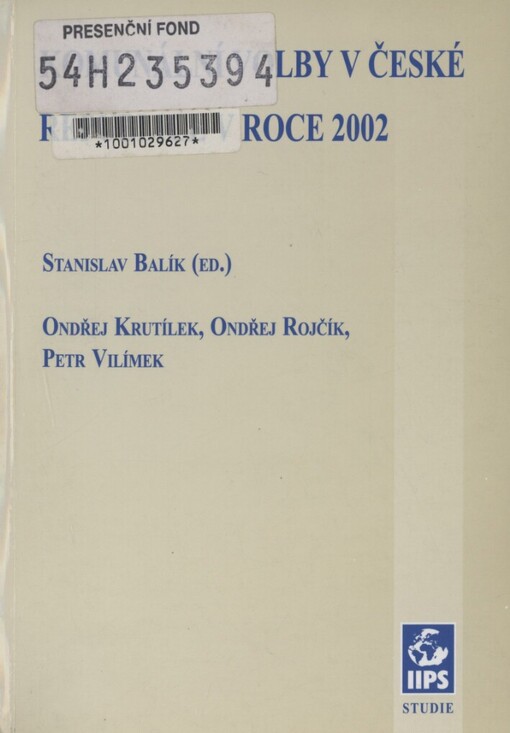 PRESENČNÍ FOND
54H235394
LBY V ČESKÉ
*1001029627*
ROCE 2002
STANISLAV BALÍK (ED.)
ONDŘEJ KRUTÍLEK, ONDŘEJ ROJČÍK,
PETR VILÍMEK
IIPS
STUDIE